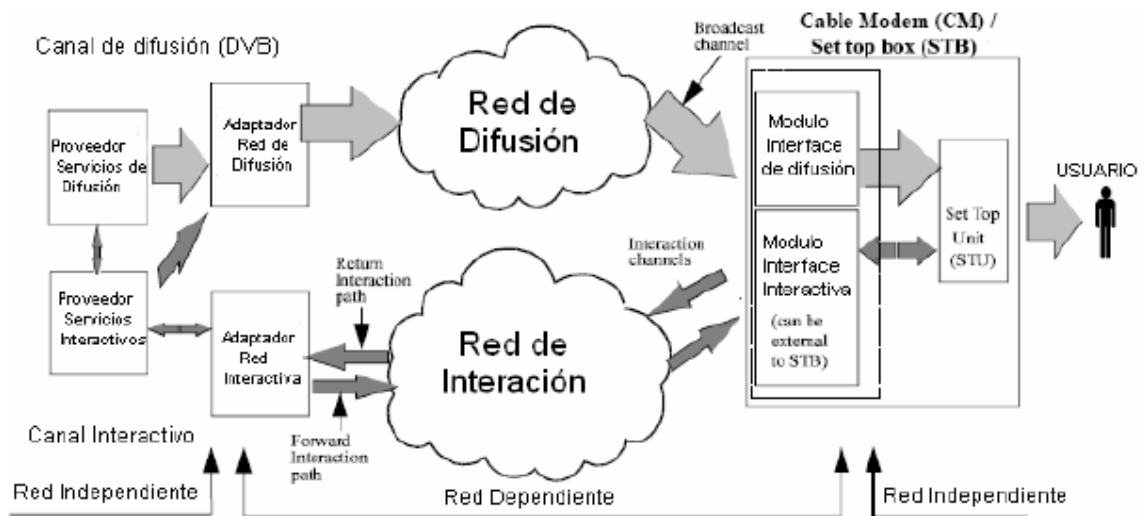 Canal de difusión (DVB)
Proveedor
Servicios de
Difusión
Adaptador
Red de
Difusión
Red de
Difusión
Broadcast
channel
Cable Modem (CM) /
Set top box (STB)
Modulo
Interface
de difusión
Set Top
Unit
(STU)
USUARIO
Proveedor
Servicios
Interactivos
Adaptador
Red
Interactiva
Return
Interaction
path
Forward
Interaction
path
Red de
Interación
Interaction
channels
Modulo
Interface
Interactiva
(can be
external
to STB)
Canal Interactivo
Red Independiente
Red Dependiente
Red Independiente